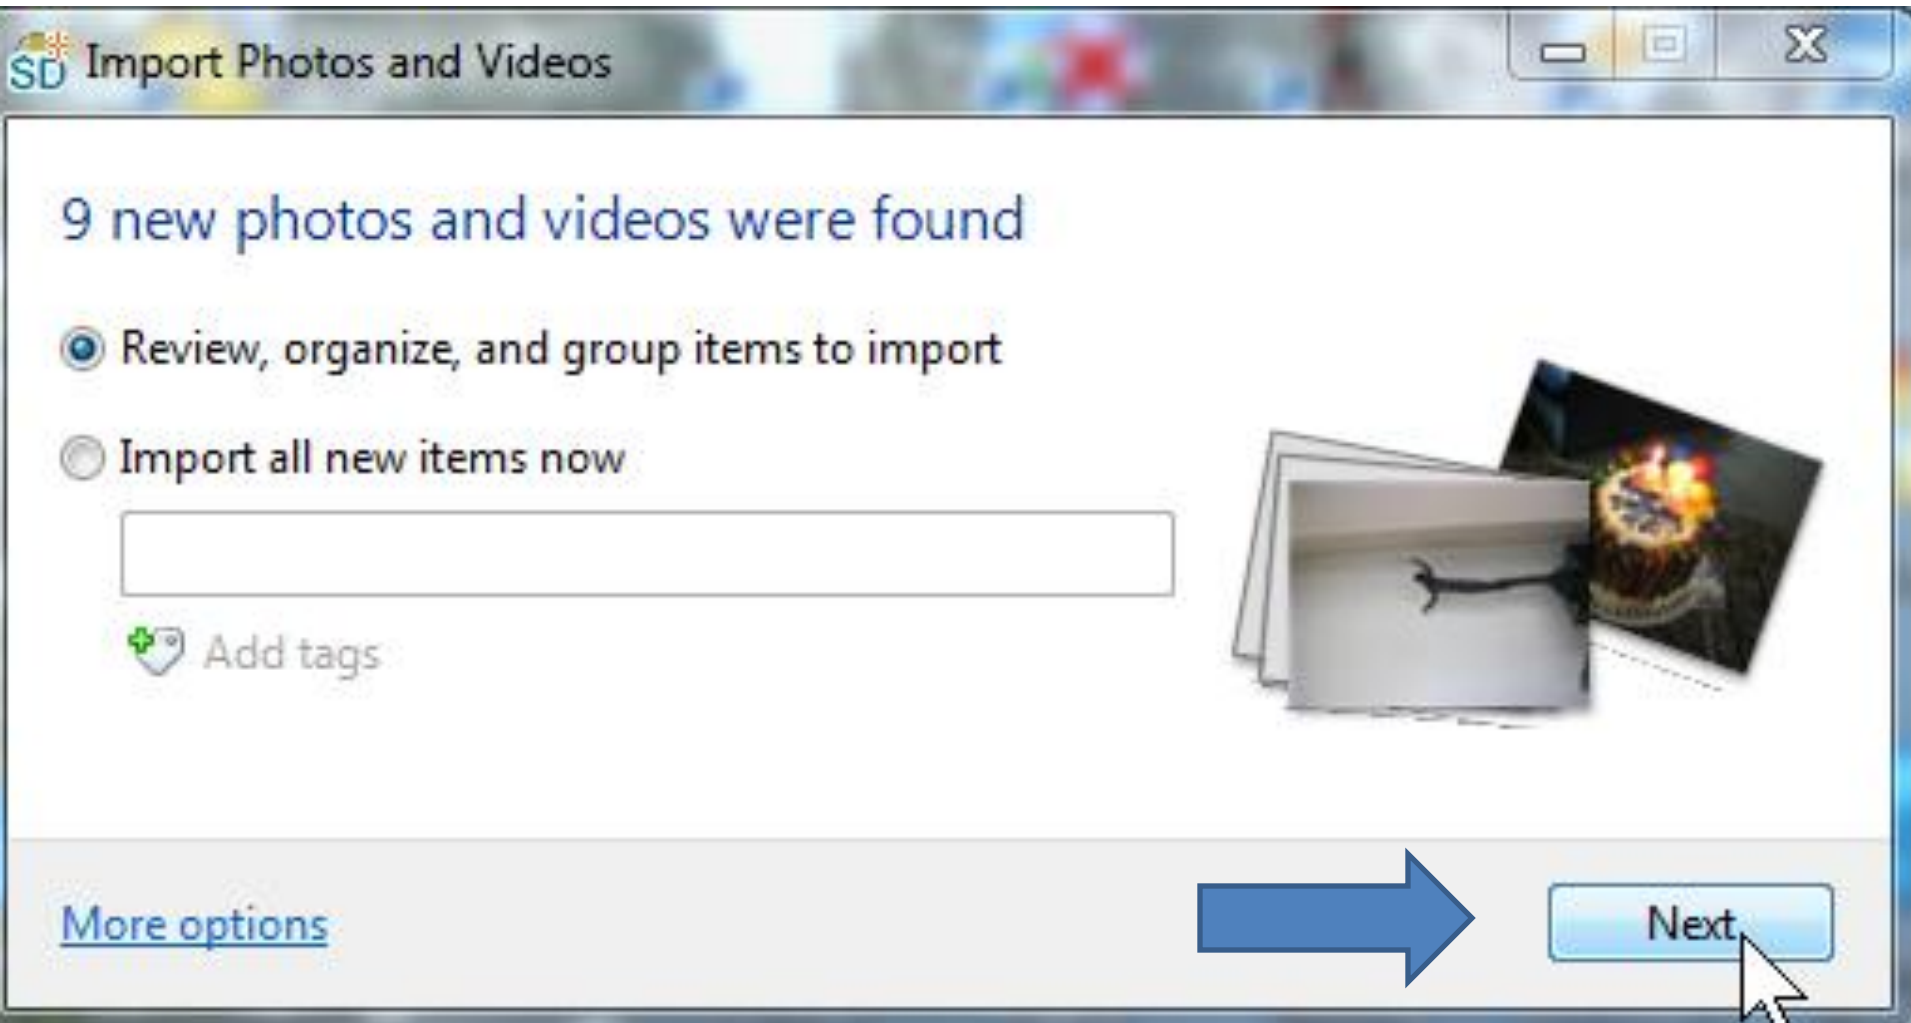 SD Import Photos and Videos
9 new photos and videos were found
Review, organize, and group items to import
Import all new items now
Add tags
More options
Next